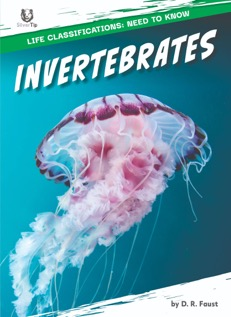 SilverTip
LIFE CLASSIFICATIONS: NEED TO KNOW
INVERTEBRATES
by D. R. Faust